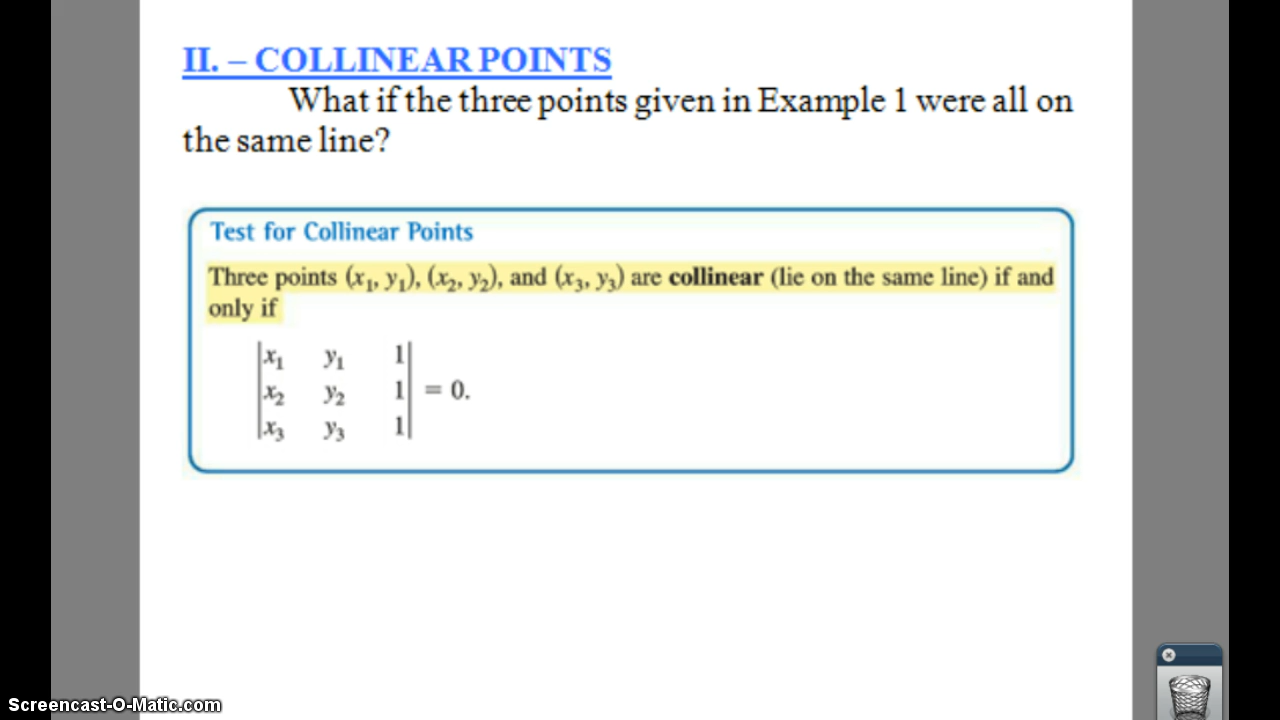 II. – COLLINEAR POINTS
What if the three points given in Example 1 were all on
the same line?
Test for Collinear Points
Three points (x₁, y₁), (x₂, y₂), and (x₃, y₃) are collinear (lie on the same line) if and
only if
|x₁ y₁ 1|
|x₂ y₂ 1| = 0.
|x₃ y₃ 1|
Screencast-O-Matic.com